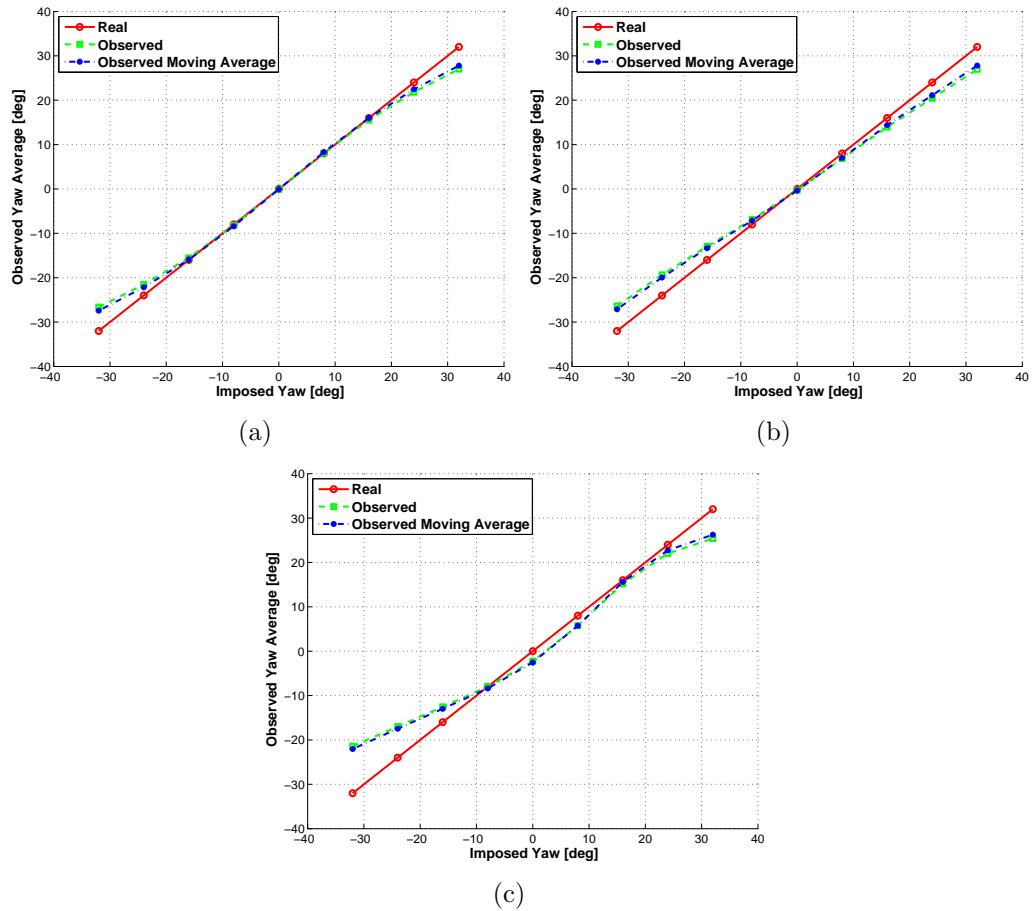 40
30
20
10
0
−10
−20
−30
−40
−40 −30 −20 −10 0 10 20 30 40
Observed Yaw Average [deg]
Imposed Yaw [deg]
Real
Observed
Observed Moving Average
(a)
40
30
20
10
0
−10
−20
−30
−40
−40 −30 −20 −10 0 10 20 30 40
Observed Yaw Average [deg]
Imposed Yaw [deg]
Real
Observed
Observed Moving Average
(b)
40
30
20
10
0
−10
−20
−30
−40
−40 −30 −20 −10 0 10 20 30 40
Observed Yaw Average [deg]
Imposed Yaw [deg]
Real
Observed
Observed Moving Average
(c)